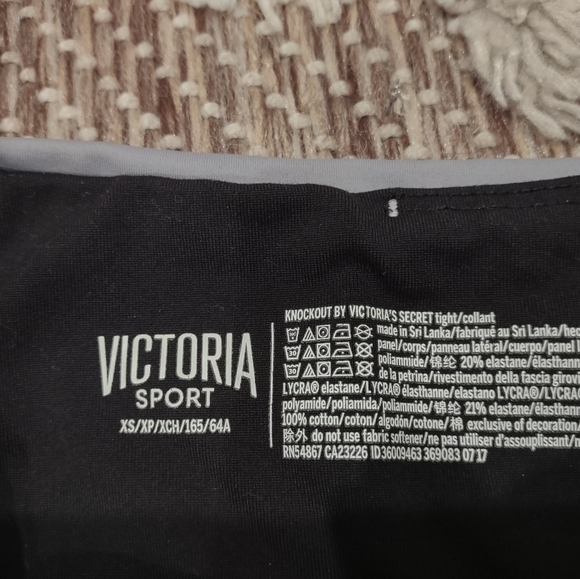 VICTORIA
SPORT
XS/XP/XCH/165/64A
KNOCKOUT BY VICTORIA'S SECRET tight/collant
made in Sri Lanka/fabriqué au Sri Lanka/hec
panel/corps/panneau latéral/cuerpo/panel l
poliammide/锦纶 20% elastane/élasthanne
de la petrina/rivestimento della fascia girov
LYCRA® elastane/LYCRA® élasthanne/elastano LYCRA®/LYCRA®
polyamide/poliamida/poliammide/锦纶 21% elastane/élasthan
100% cotton/coton/algodón/cotone/棉 exclusive of decoration/
除外 do not use fabric softener/ne pas utiliser d'assouplissant/n
RN54867 CA23226 ID36009463 369083 07 17